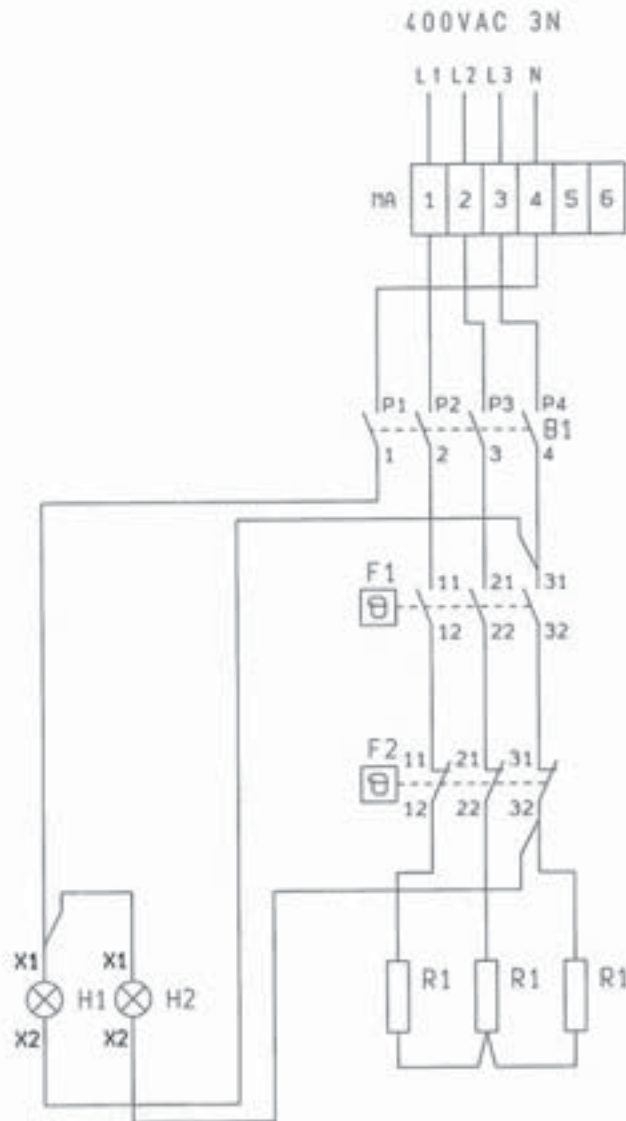 400VAC 3N
L1 L2 L3 N
MA 1 2 3 4 5 6
P1 P2 P3 P4
B1
1 2 3 4
F1 11 21 31
12 22 32
F2 11 21 31
12 22 32
X1 X1
H1 H2 R1 R1 R1
X2 X2